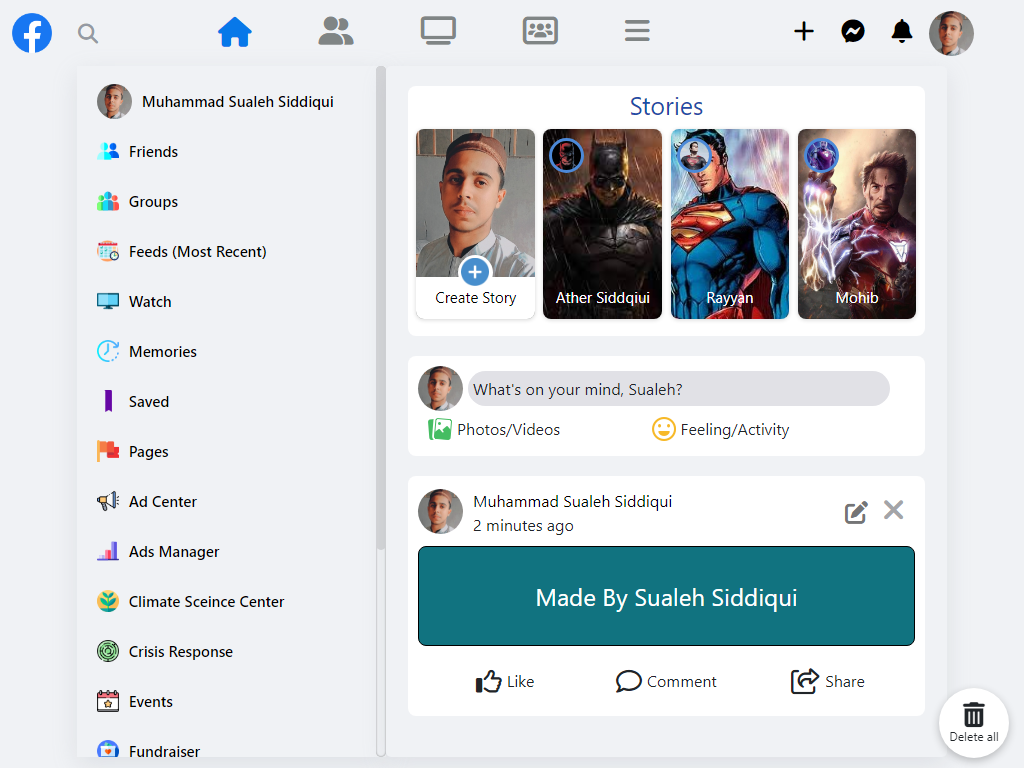 Muhammad Sualeh Siddiqui
Friends
Groups
Feeds (Most Recent)
Watch
Memories
Saved
Pages
Ad Center
Ads Manager
Climate Sceince Center
Crisis Response
Events
Fundraiser
Stories
Create Story
Ather Siddqiui
Rayyan
Mohib
What's on your mind, Sualeh?
Photos/Videos
Feeling/Activity
Muhammad Sualeh Siddiqui
2 minutes ago
Made By Sualeh Siddiqui
Like
Comment
Share
Delete all